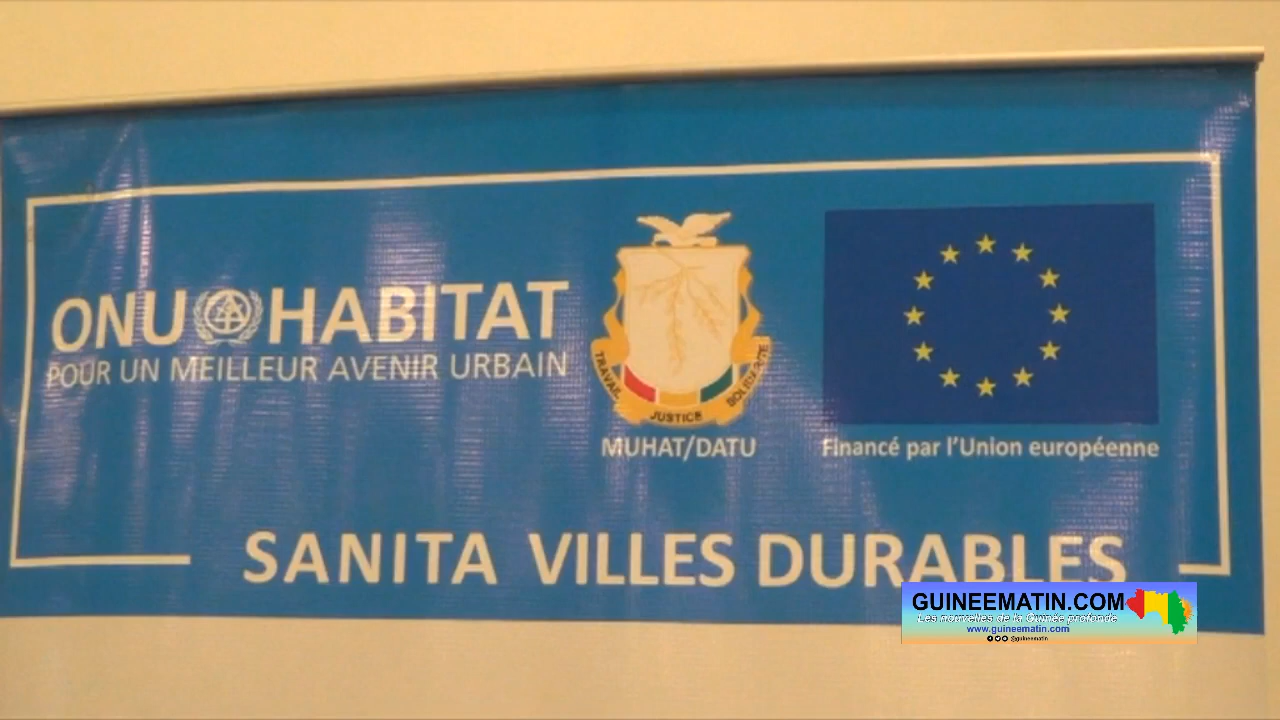 ONU HABITAT
POUR UN MEILLEUR AVENIR URBAIN
TRAVAIL JUSTICE SOLIDARITE
MUHAT/DATU
Financé par l'Union européenne
SANITA VILLES DURABLES
GUINEEMATIN.COM
Les nouvelles de la Guinée profonde
www.guineematin.com
@guineematin